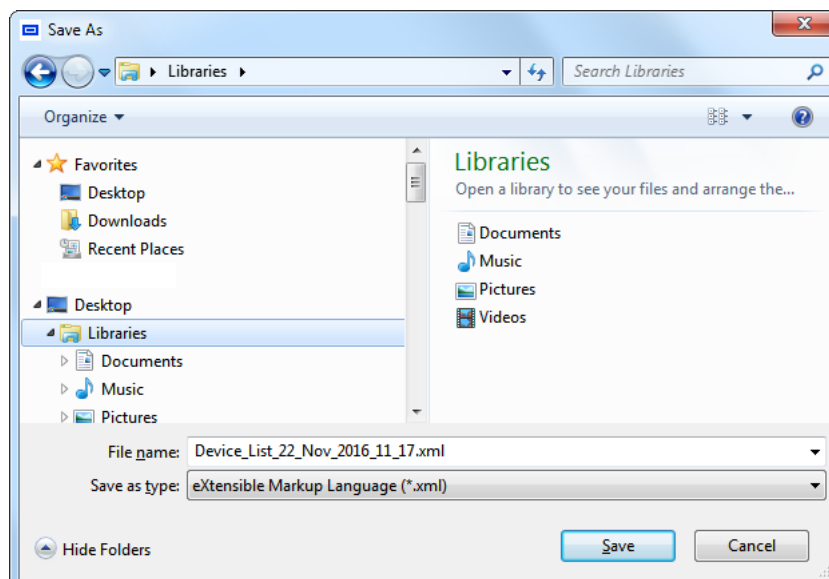 Save As
Libraries
Search Libraries
Organize
Favorites
Desktop
Downloads
Recent Places
Desktop
Libraries
Documents
Music
Pictures
Libraries
Open a library to see your files and arrange the...
Documents
Music
Pictures
Videos
File name: Device_List_22_Nov_2016_11_17.xml
Save as type: eXtensible Markup Language (*.xml)
Hide Folders
Save
Cancel